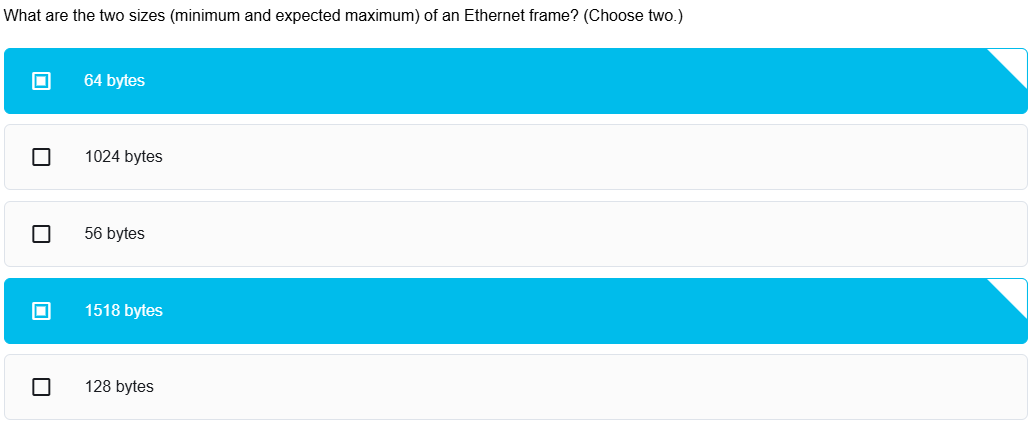 What are the two sizes (minimum and expected maximum) of an Ethernet frame? (Choose two.)
64 bytes
1024 bytes
56 bytes
1518 bytes
128 bytes